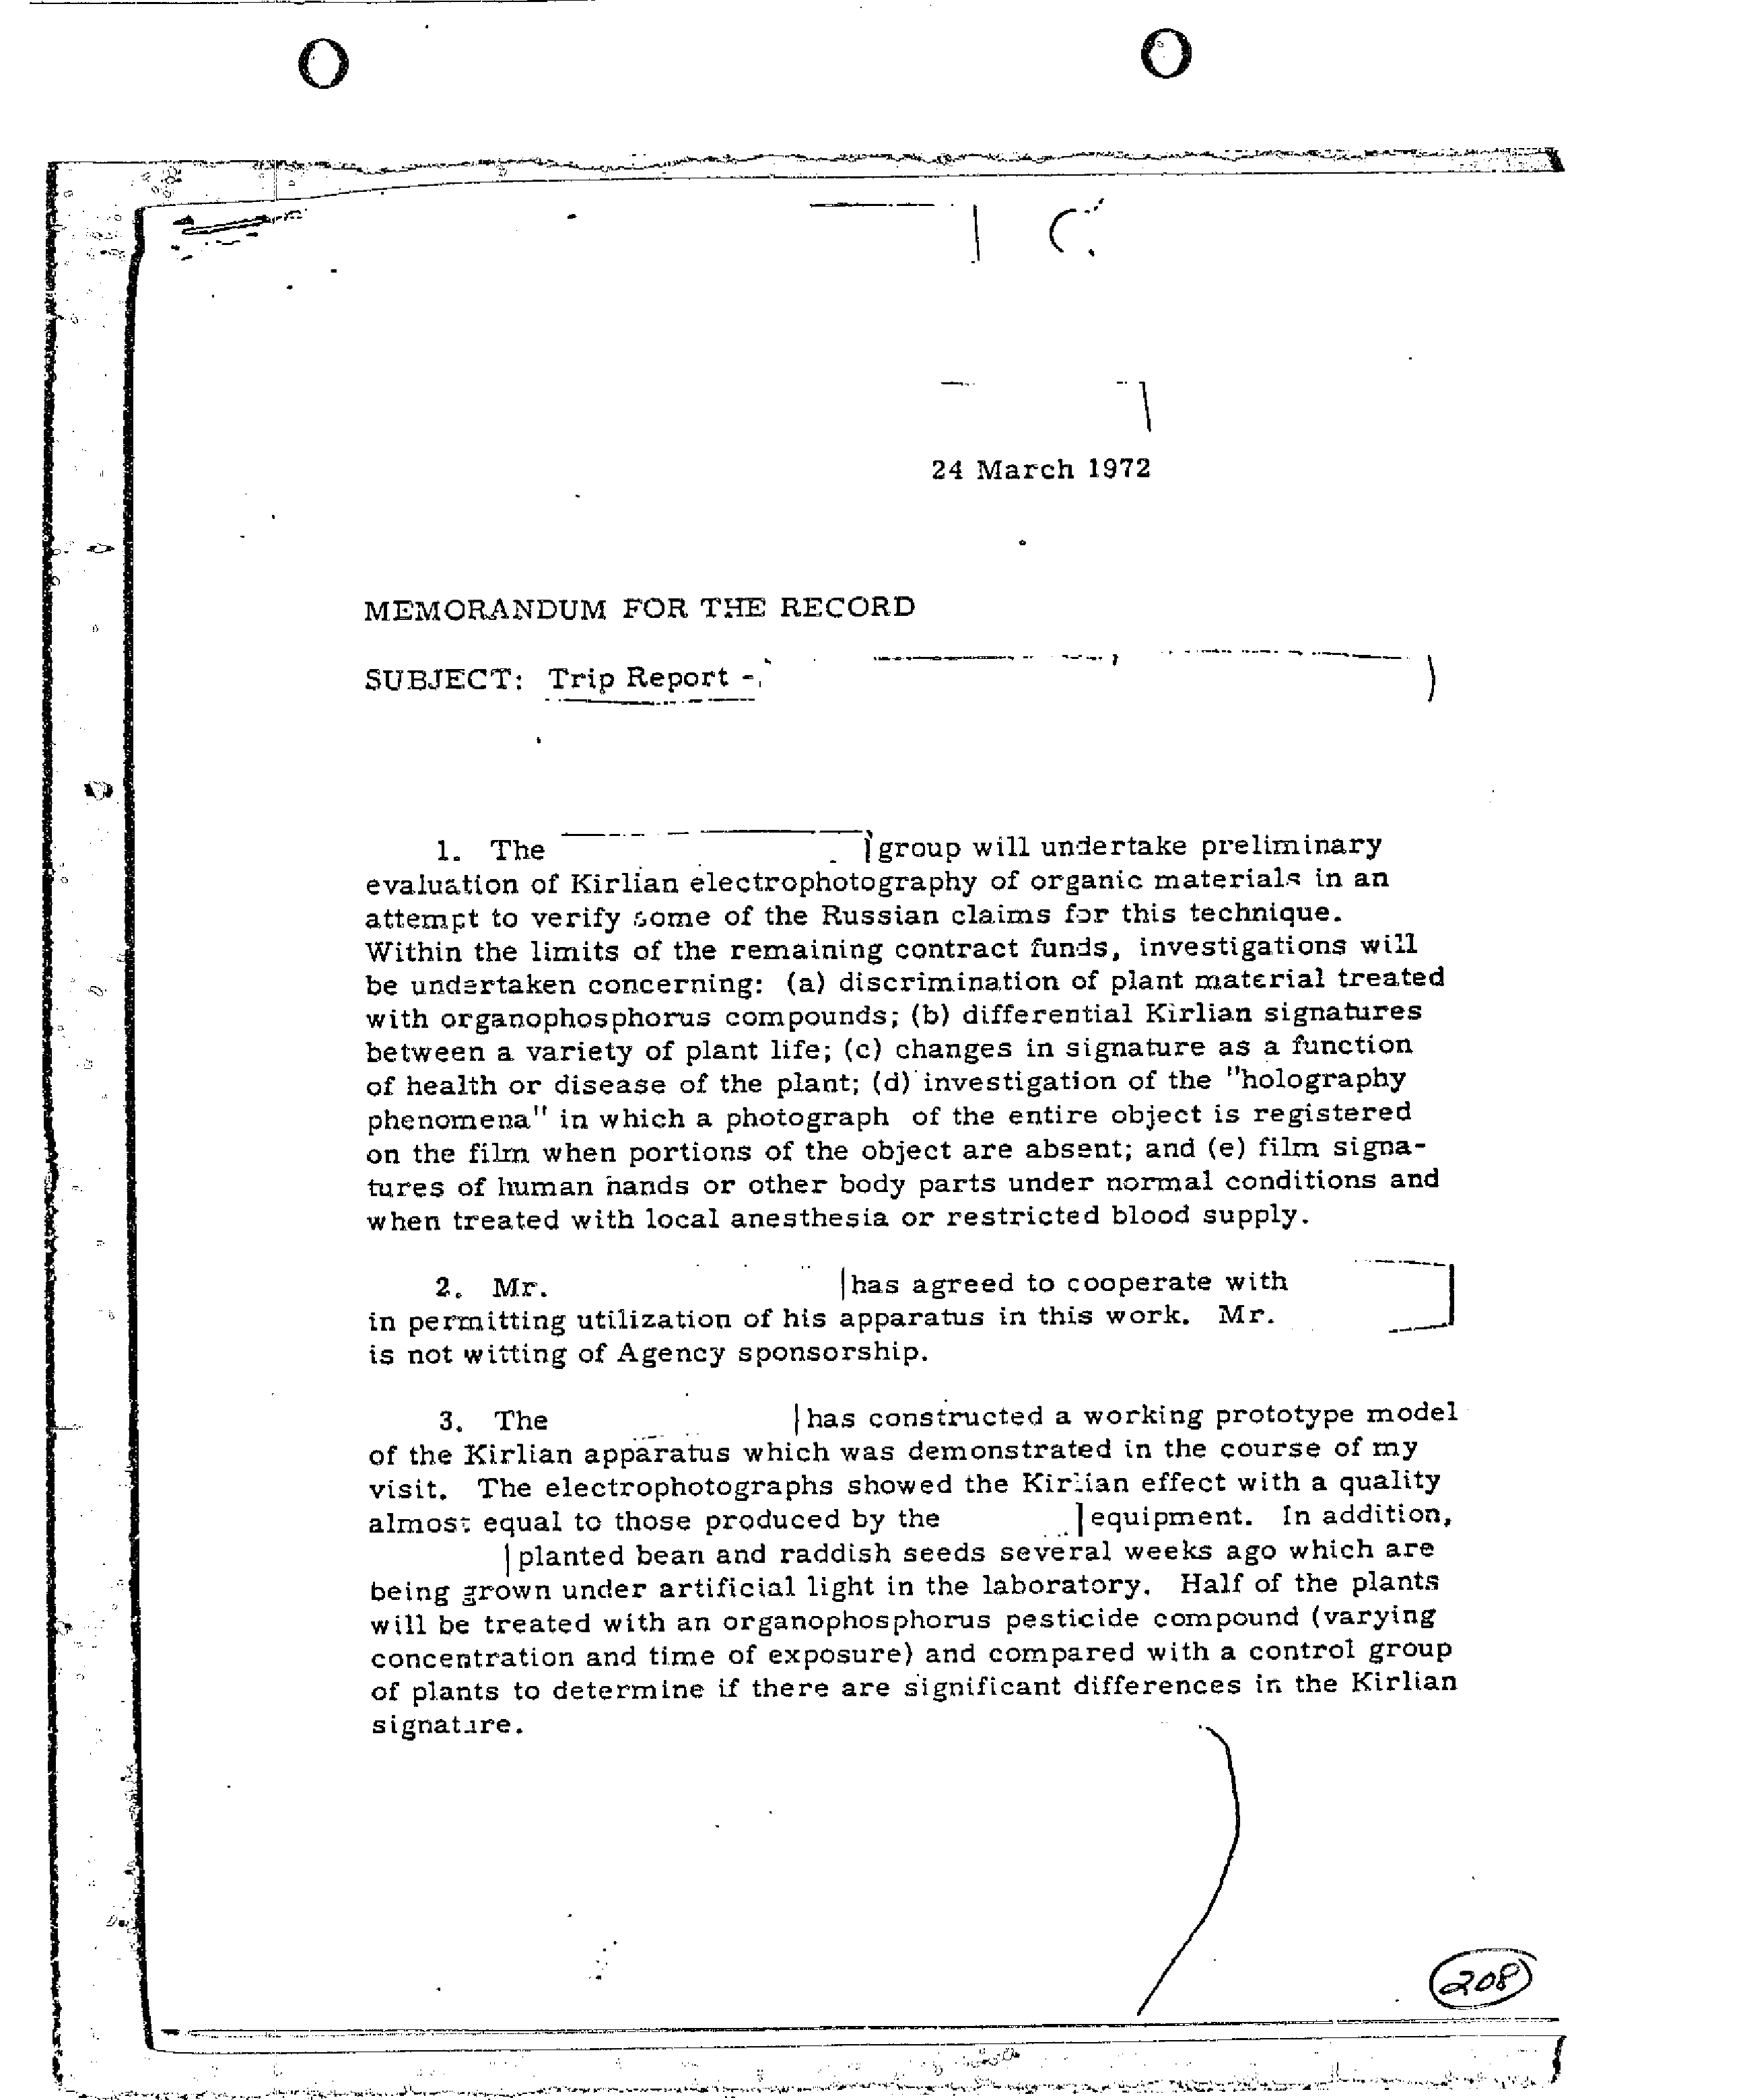 24 March 1972
MEMORANDUM FOR THE RECORD
SUBJECT: Trip Report -
1. The group will undertake preliminary
evaluation of Kirlian electrophotography of organic materials in an
attempt to verify some of the Russian claims for this technique.
Within the limits of the remaining contract funds, investigations will
be undertaken concerning: (a) discrimination of plant material treated
with organophosphorus compounds; (b) differential Kirlian signatures
between a variety of plant life; (c) changes in signature as a function
of health or disease of the plant; (d) investigation of the "holography
phenomena" in which a photograph of the entire object is registered
on the film when portions of the object are absent; and (e) film signa-
tures of human hands or other body parts under normal conditions and
when treated with local anesthesia or restricted blood supply.
2. Mr. has agreed to cooperate with
in permitting utilization of his apparatus in this work. Mr.
is not witting of Agency sponsorship.
3. The has constructed a working prototype model
of the Kirlian apparatus which was demonstrated in the course of my
visit. The electrophotographs showed the Kirlian effect with a quality
almost equal to those produced by the equipment. In addition,
planted bean and raddish seeds several weeks ago which are
being grown under artificial light in the laboratory. Half of the plants
will be treated with an organophosphorus pesticide compound (varying
concentration and time of exposure) and compared with a control group
of plants to determine if there are significant differences in the Kirlian
signature.
208